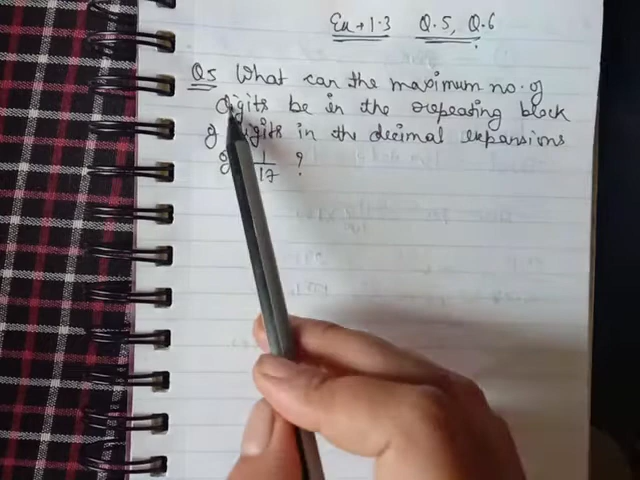 Ex → 1.3 Q.5, Q.6
Q5 What can the maximum no. of
digits be in the repeating block
of digits in the decimal expansions
of 1/17 ?